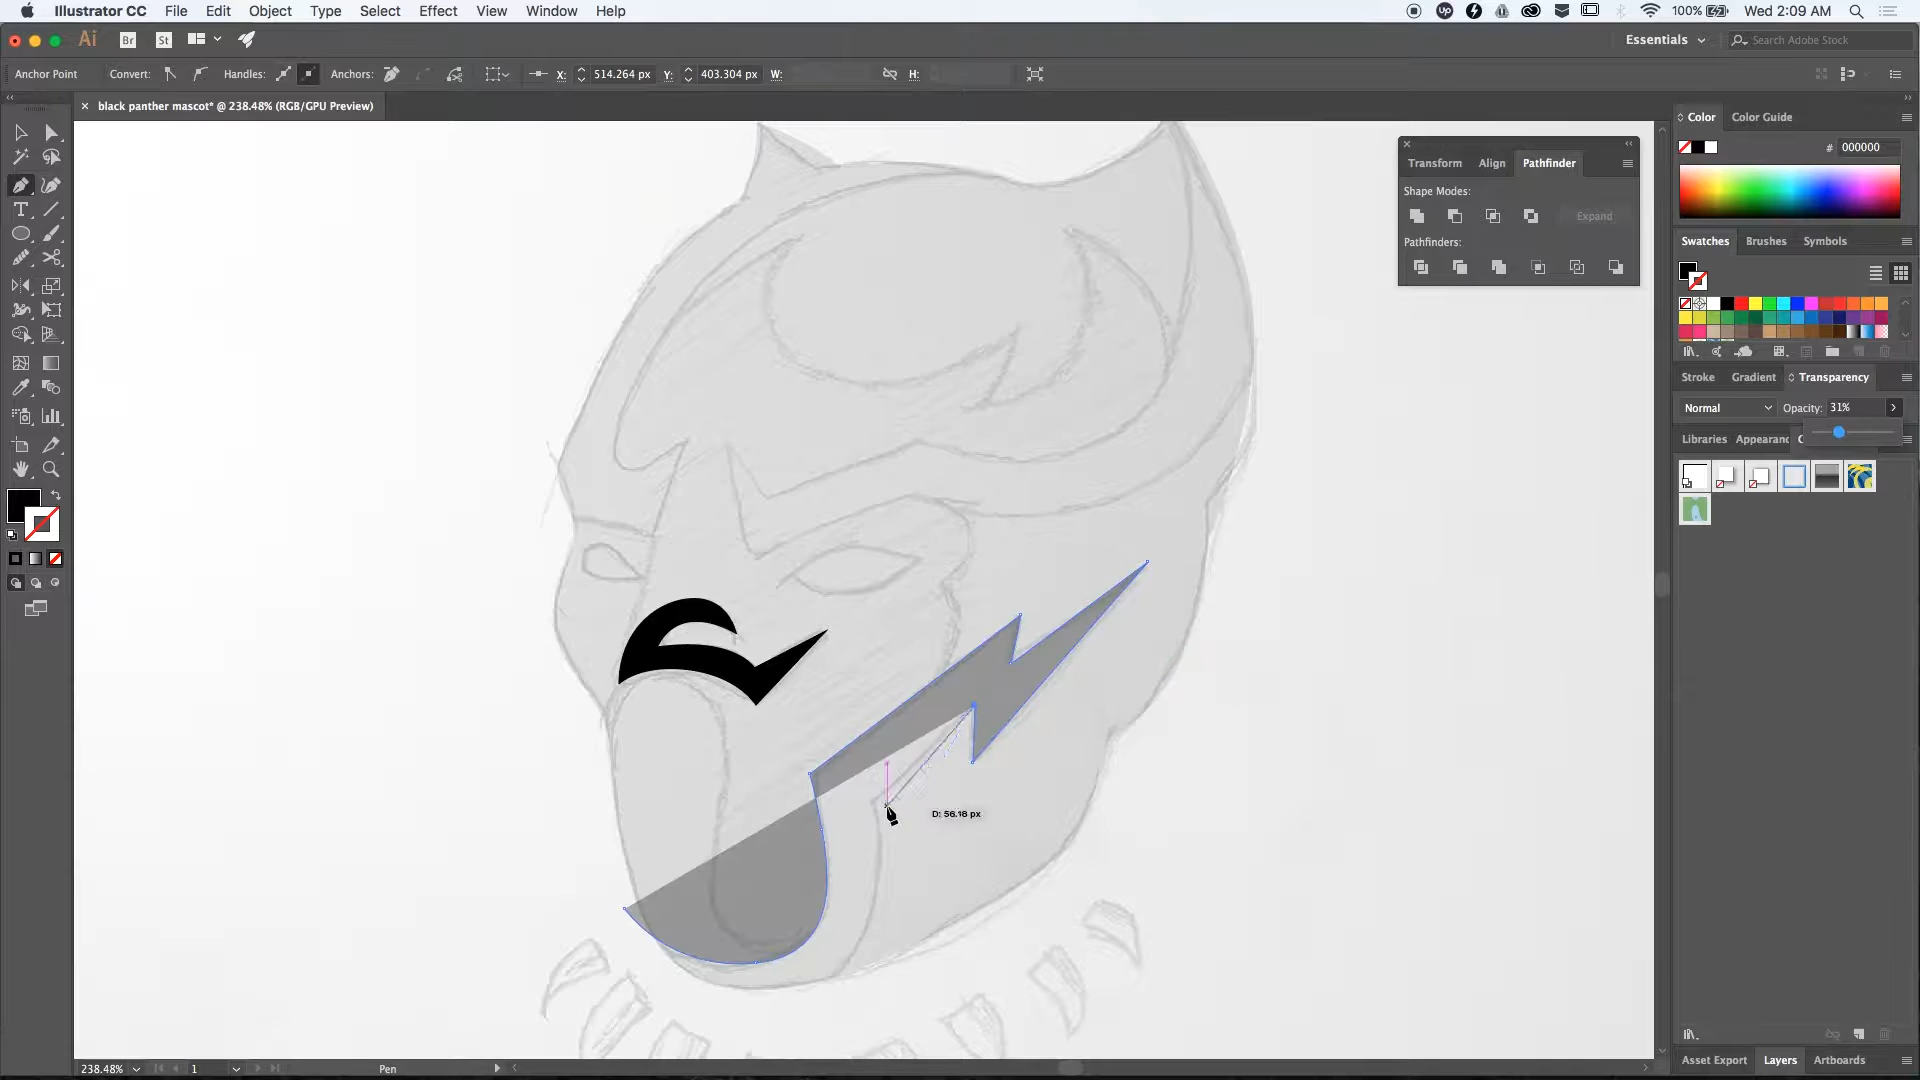 Illustrator CC File Edit Object Type Select Effect View Window Help
Up 100% Wed 2:09 AM
Ai Br St Essentials Search Adobe Stock
Anchor Point Convert: Handles: Anchors: X: 514.264 px Y: 403.304 px W: H:
× black panther mascot* @ 238.48% (RGB/GPU Preview)
Color Color Guide
# 000000
Transform Align Pathfinder
Shape Modes:
Expand
Pathfinders:
Swatches Brushes Symbols
Stroke Gradient Transparency
Normal Opacity: 31%
Libraries Appearanc
D: 56.18 px
238.48% 1 Pen
Asset Export Layers Artboards